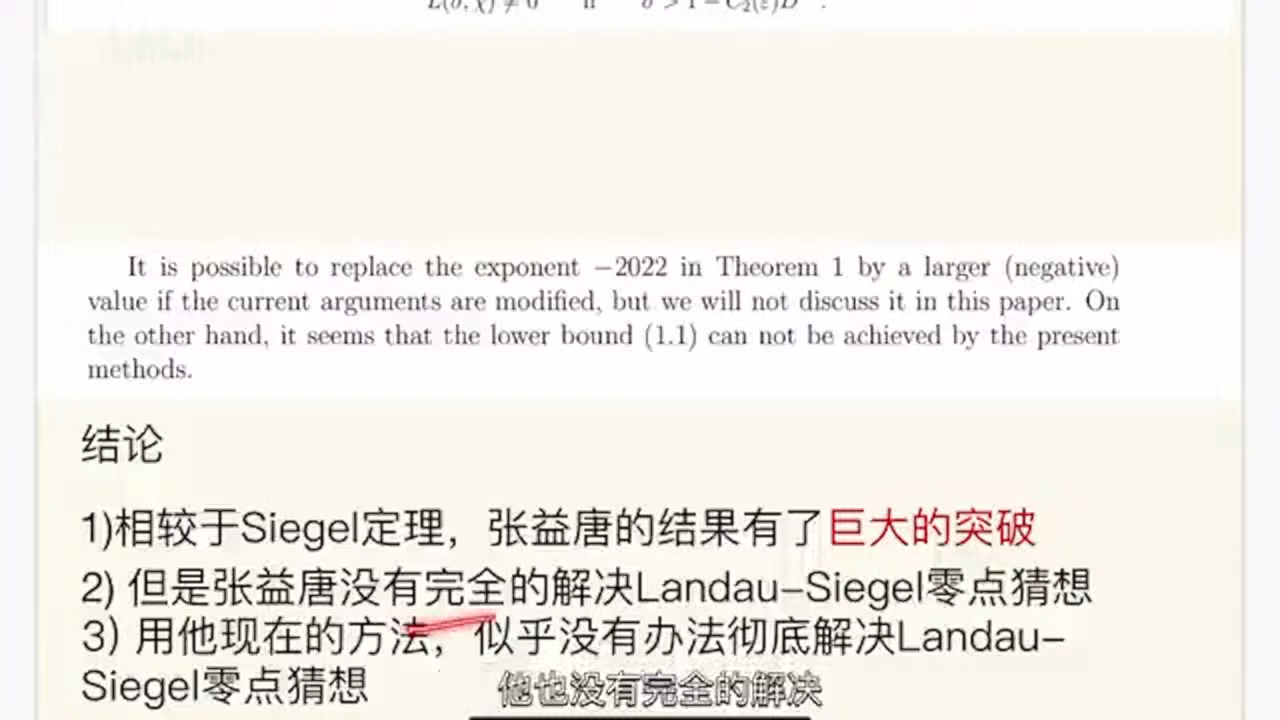 It is possible to replace the exponent −2022 in Theorem 1 by a larger (negative)
value if the current arguments are modified, but we will not discuss it in this paper. On
the other hand, it seems that the lower bound (1.1) can not be achieved by the present
methods.
结论
1)相较于Siegel定理，张益唐的结果有了巨大的突破
2) 但是张益唐没有完全的解决Landau–Siegel零点猜想
3) 用他现在的方法，似乎没有办法彻底解决Landau–
Siegel零点猜想
他也没有完全的解决